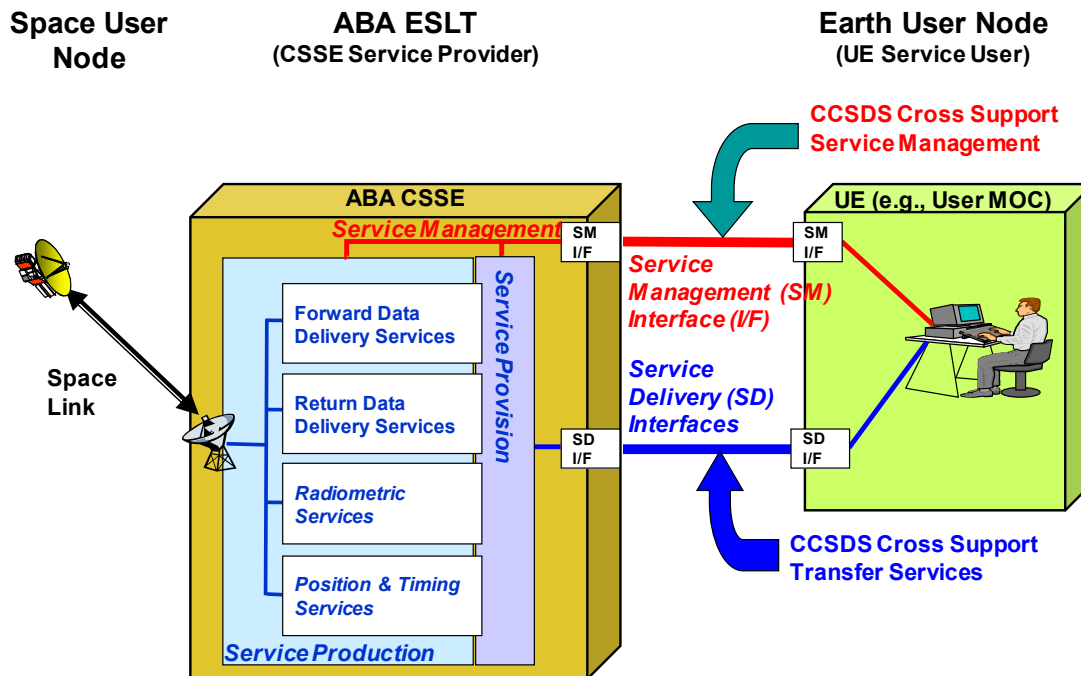 Space User
Node
ABA ESLT
(CSSE Service Provider)
Earth User Node
(UE Service User)
CCSDS Cross Support
Service Management
ABA CSSE
UE (e.g., User MOC)
Service Management
SM
I/F
SM
I/F
Service
Management (SM)
Interface (I/F)
Service Provision
Forward Data
Delivery Services
Space
Link
Return Data
Delivery Services
Service
Delivery (SD)
Interfaces
SD
I/F
SD
I/F
Radiometric
Services
Position & Timing
Services
CCSDS Cross Support
Transfer Services
Service Production